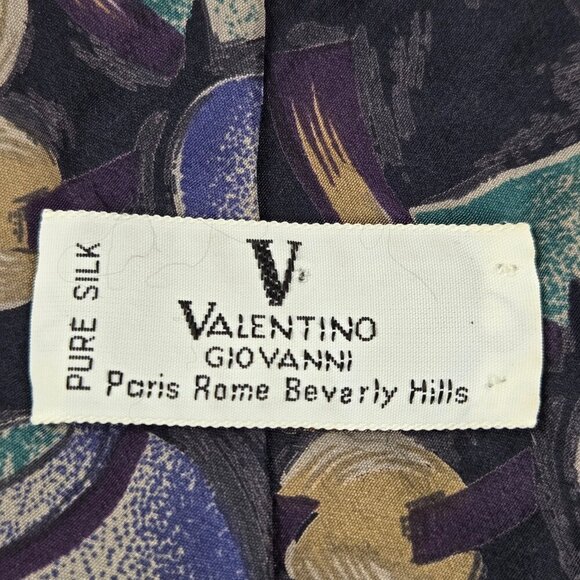 PURE SILK
V
VALENTINO
GIOVANNI
Paris Rome Beverly Hills